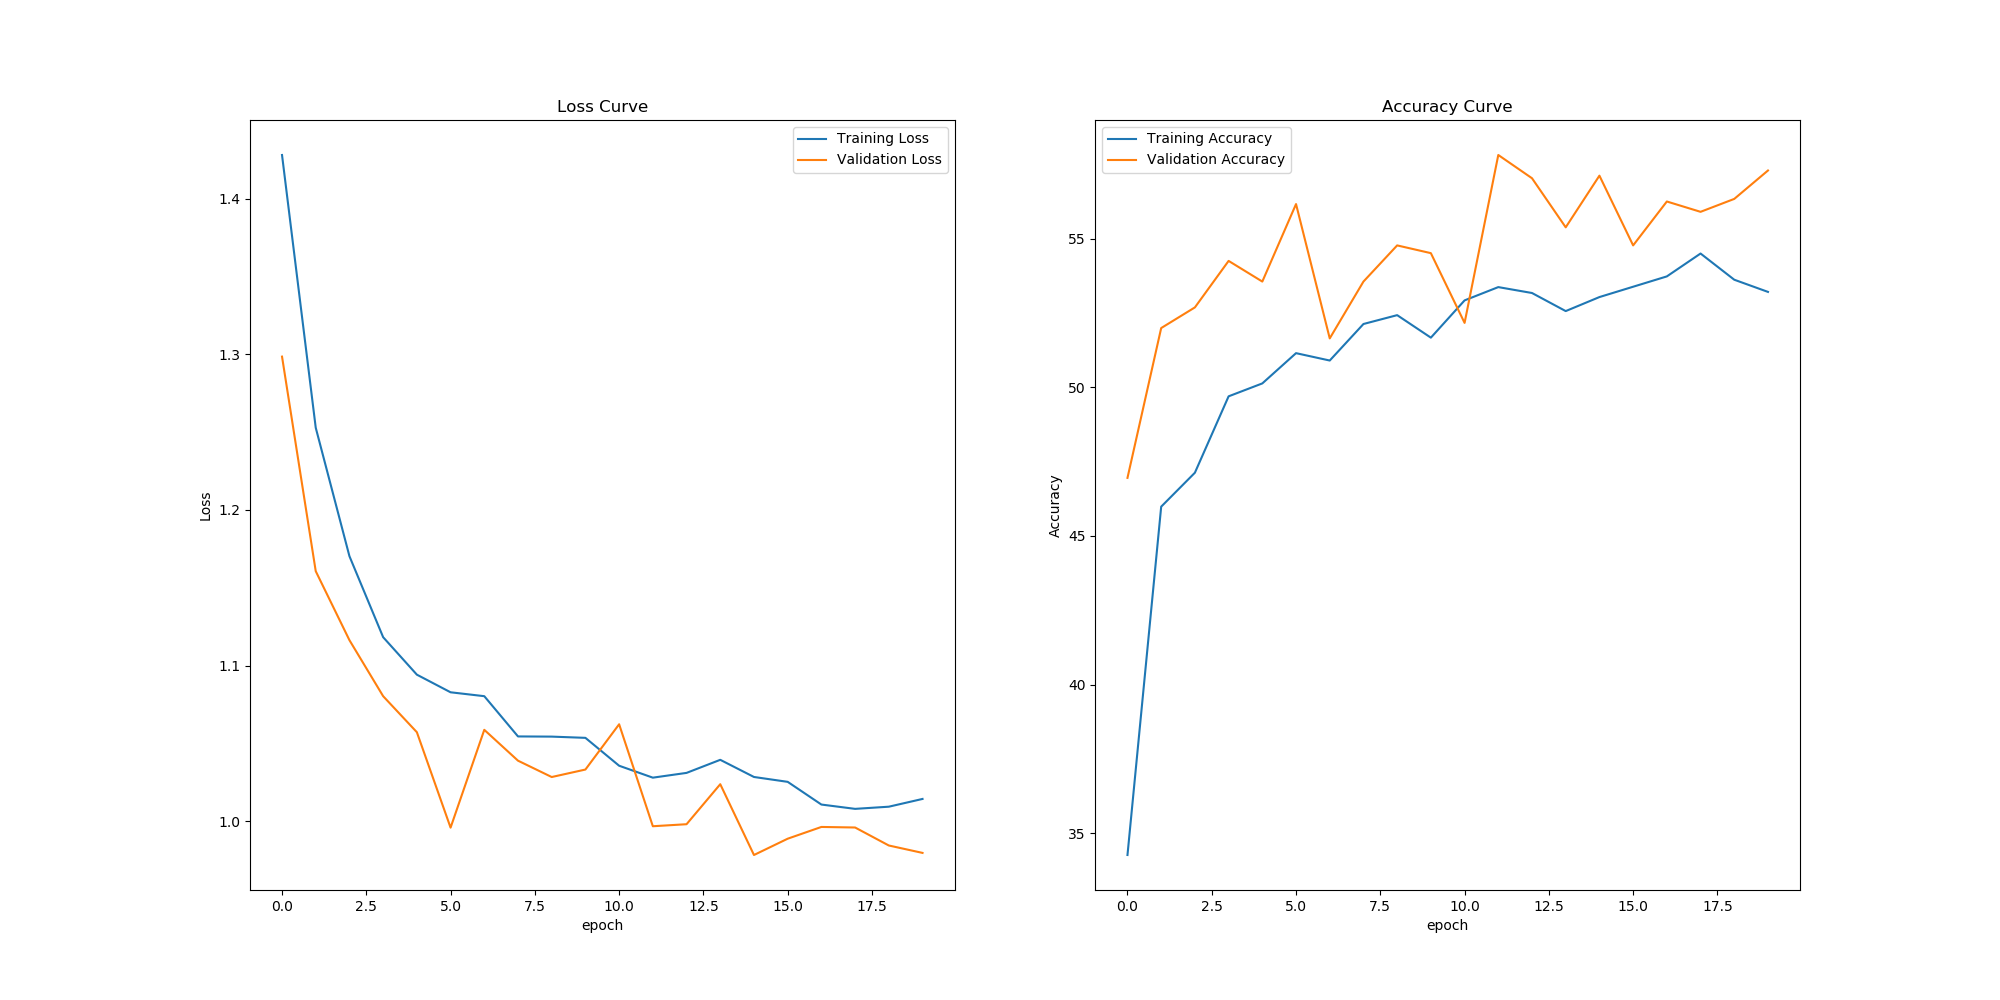 Loss Curve
Training Loss
Validation Loss
1.4
1.3
1.2
1.1
1.0
Loss
0.0 2.5 5.0 7.5 10.0 12.5 15.0 17.5
epoch
Accuracy Curve
Training Accuracy
Validation Accuracy
55
50
45
40
35
Accuracy
0.0 2.5 5.0 7.5 10.0 12.5 15.0 17.5
epoch